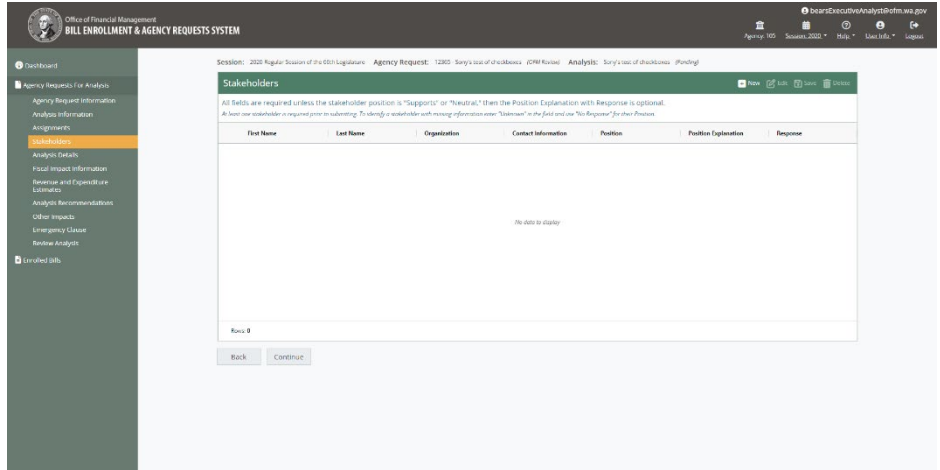 Office of Financial Management
BILL ENROLLMENT & AGENCY REQUESTS SYSTEM
bearsExecutiveAnalyst@ofm.wa.gov
Agency: 105 Session: 2020 Help User Info Logout
Dashboard
Agency Requests For Analysis
Agency Request Information
Analysis Information
Assignments
Stakeholders
Analysis Details
Fiscal Impact Information
Revenue and Expenditure
Estimates
Analysis Recommendations
Other Impacts
Emergency Clause
Review Analysis
Enrolled Bills
Session: 2020 Regular Session of the 66th Legislature Agency Request: 12305 Sony's test of checkboxes (OFM Review) Analysis: Sony's test of checkboxes (Pending)
Stakeholders
New Edit Save Delete
All fields are required unless the stakeholder position is "Supports" or "Neutral," then the Position Explanation with Response is optional.
At least one stakeholder is required prior to submitting. To identify a stakeholder with missing information enter "Unknown" in the field and use "No Response" for their Position.
First Name Last Name Organization Contact Information Position Position Explanation Response
No data to display
Rows: 0
Back Continue